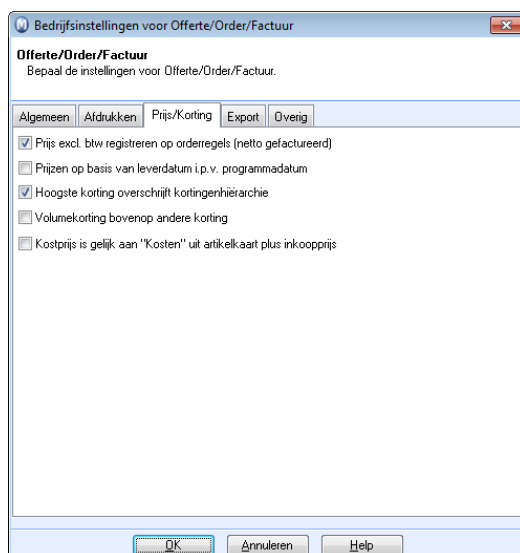 Bedrijfsinstellingen voor Offerte/Order/Factuur
Offerte/Order/Factuur
Bepaal de instellingen voor Offerte/Order/Factuur.
Algemeen Afdrukken Prijs/Korting Export Overig
Prijs excl. btw registreren op orderregels (netto gefactureerd)
Prijzen op basis van leverdatum i.p.v. programmadatum
Hoogste korting overschrijft kortingenhiërarchie
Volumekorting bovenop andere korting
Kostprijs is gelijk aan "Kosten" uit artikelkaart plus inkoopprijs
OK Annuleren Help